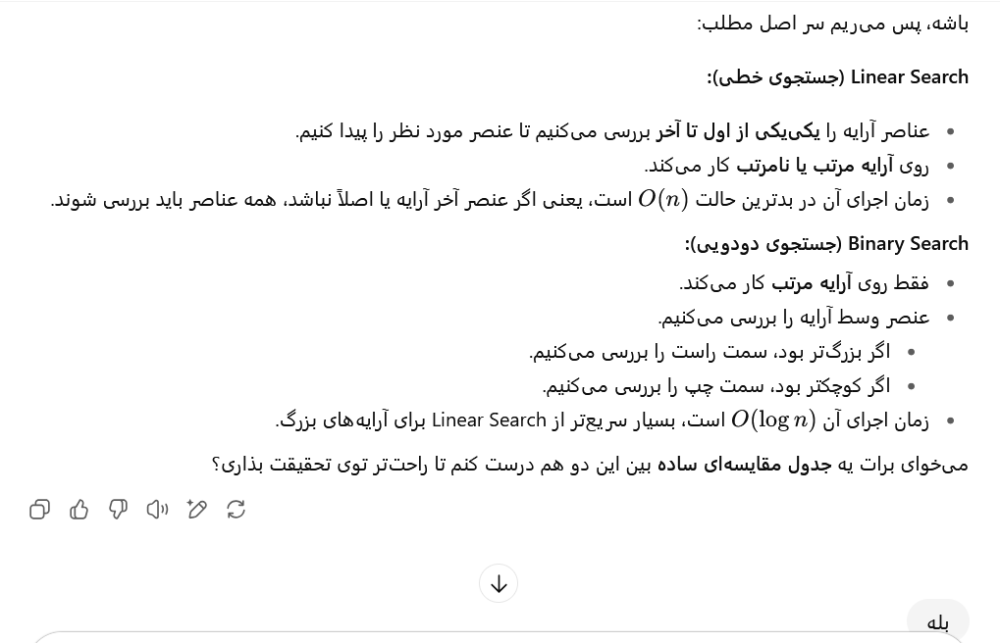 باشه، پس می‌ریم سر اصل مطلب:
Linear Search (جستجوی خطی):
عناصر آرایه را یکی‌یکی از اول تا آخر بررسی می‌کنیم تا عنصر مورد نظر را پیدا کنیم.
روی آرایه مرتب یا نامرتب کار می‌کند.
زمان اجرای آن در بدترین حالت O(n) است، یعنی اگر عنصر آخر آرایه یا اصلاً نباشد، همه عناصر باید بررسی شوند.
Binary Search (جستجوی دودویی):
فقط روی آرایه مرتب کار می‌کند.
عنصر وسط آرایه را بررسی می‌کنیم.
اگر بزرگ‌تر بود، سمت راست را بررسی می‌کنیم.
اگر کوچکتر بود، سمت چپ را بررسی می‌کنیم.
زمان اجرای آن O(log n) است، بسیار سریع‌تر از Linear Search برای آرایه‌های بزرگ.
می‌خوای برات یه جدول مقایسه‌ای ساده بین این دو هم درست کنم تا راحت‌تر توی تحقیقت بذاری؟
بله